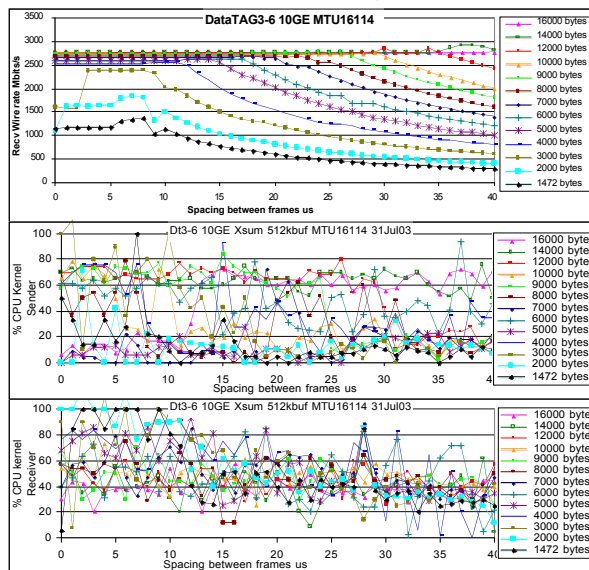 DataTAG3-6 10GE MTU16114
Recv Wire rate Mbits/s
3500
3000
2500
2000
1500
1000
500
0
0 5 10 15 20 25 30 35 40
Spacing between frames us
16000 bytes
14000 bytes
12000 bytes
10000 bytes
9000 bytes
8000 bytes
7000 bytes
6000 bytes
5000 bytes
4000 bytes
3000 bytes
2000 bytes
1472 bytes
Dt3-6 10GE Xsum 512kbuf MTU16114 31Jul03
% CPU Kernel
Sender
100
80
60
40
20
0
0 5 10 15 20 25 30 35 40
Spacing between frames us
16000 byte
14000 byte
12000 byte
10000 byte
9000 bytes
8000 bytes
7000 bytes
6000 bytes
5000 bytes
4000 bytes
3000 bytes
2000 bytes
1472 bytes
Dt3-6 10GE Xsum 512kbuf MTU16114 31Jul03
% CPU kernel
Receiver
100
80
60
40
20
0
0 5 10 15 20 25 30 35 40
Spacing between frames us
16000 byte
14000 byte
12000 byte
10000 byte
9000 bytes
8000 bytes
7000 bytes
6000 bytes
5000 bytes
4000 bytes
3000 bytes
2000 bytes
1472 bytes